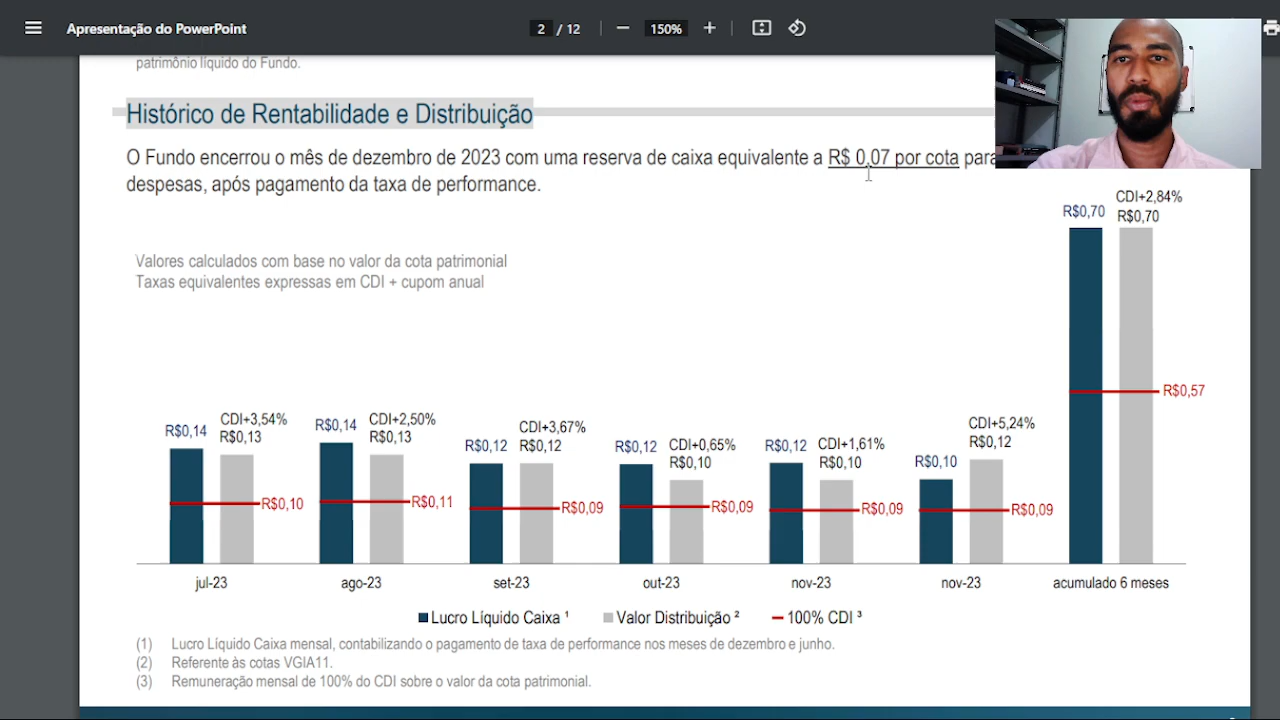 Apresentação do PowerPoint
2 / 12
150%
patrimônio líquido do Fundo.
Histórico de Rentabilidade e Distribuição
O Fundo encerrou o mês de dezembro de 2023 com uma reserva de caixa equivalente a R$ 0,07 por cota para
despesas, após pagamento da taxa de performance.
Valores calculados com base no valor da cota patrimonial
Taxas equivalentes expressas em CDI + cupom anual
R$0,14
CDI+3,54%
R$0,13
R$0,10
R$0,14
CDI+2,50%
R$0,13
R$0,11
R$0,12
CDI+3,67%
R$0,12
R$0,09
R$0,12
CDI+0,65%
R$0,10
R$0,09
R$0,12
CDI+1,61%
R$0,10
R$0,09
R$0,10
CDI+5,24%
R$0,12
R$0,09
R$0,70
CDI+2,84%
R$0,70
R$0,57
jul-23 ago-23 set-23 out-23 nov-23 nov-23 acumulado 6 meses
Lucro Líquido Caixa ¹ Valor Distribuição ² 100% CDI ³
(1) Lucro Líquido Caixa mensal, contabilizando o pagamento de taxa de performance nos meses de dezembro e junho.
(2) Referente às cotas VGIA11.
(3) Remuneração mensal de 100% do CDI sobre o valor da cota patrimonial.